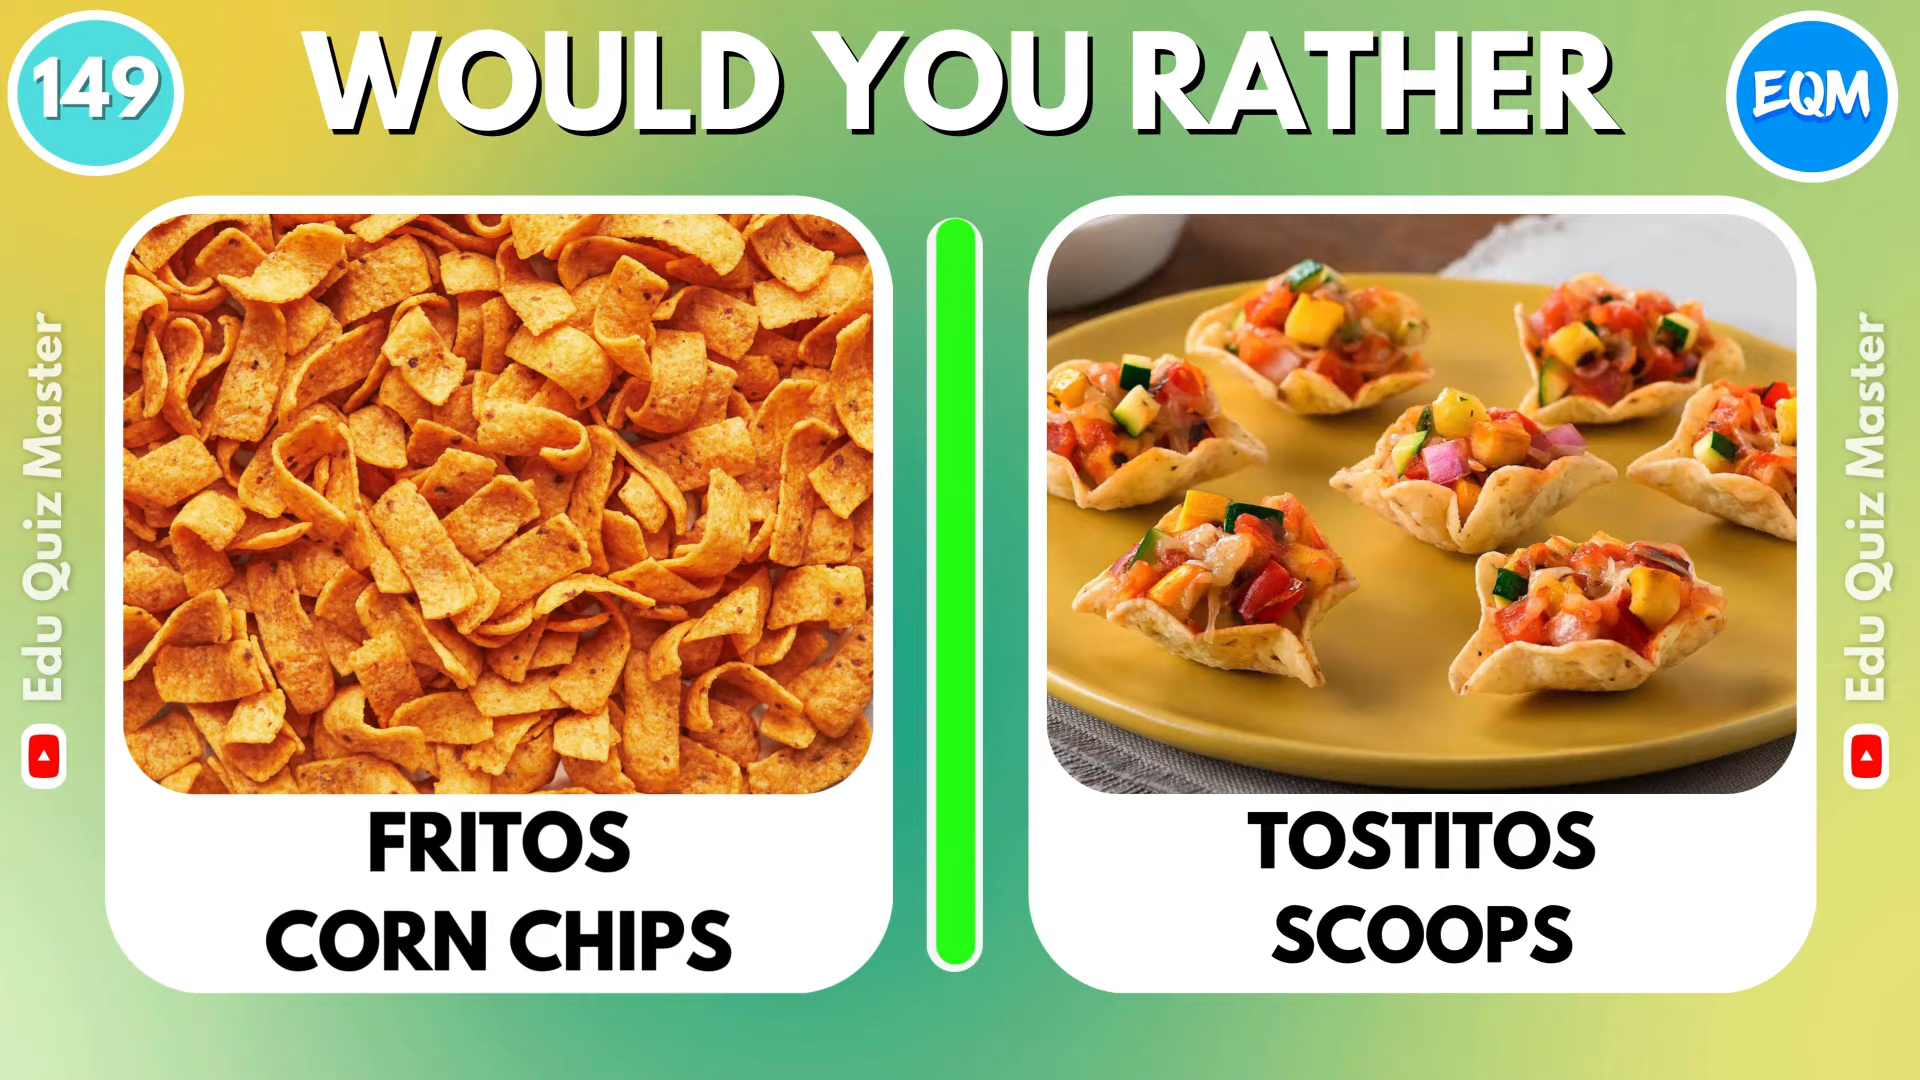 149
WOULD YOU RATHER
EQM
Edu Quiz Master
Edu Quiz Master
FRITOS
CORN CHIPS
TOSTITOS
SCOOPS